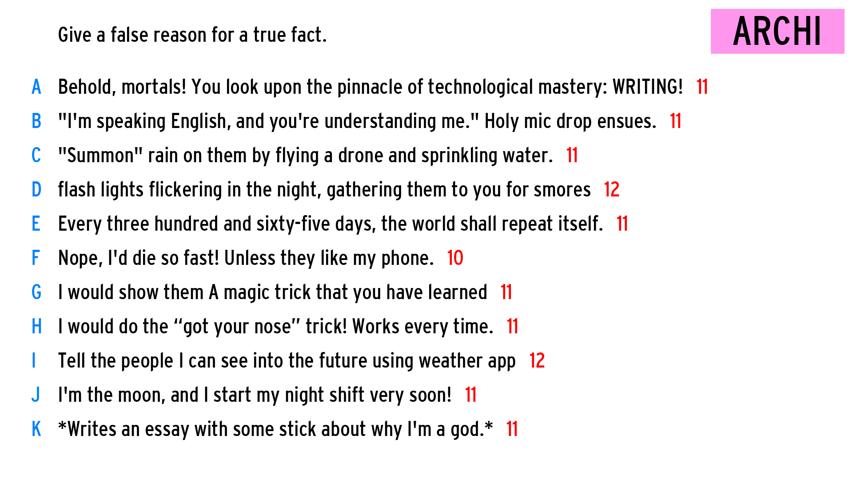 Give a false reason for a true fact.
ARCHI
A Behold, mortals! You look upon the pinnacle of technological mastery: WRITING! 11
B "I'm speaking English, and you're understanding me." Holy mic drop ensues. 11
C "Summon" rain on them by flying a drone and sprinkling water. 11
D flash lights flickering in the night, gathering them to you for smores 12
E Every three hundred and sixty-five days, the world shall repeat itself. 11
F Nope, I'd die so fast! Unless they like my phone. 10
G I would show them A magic trick that you have learned 11
H I would do the “got your nose” trick! Works every time. 11
I Tell the people I can see into the future using weather app 12
J I'm the moon, and I start my night shift very soon! 11
K *Writes an essay with some stick about why I'm a god.* 11